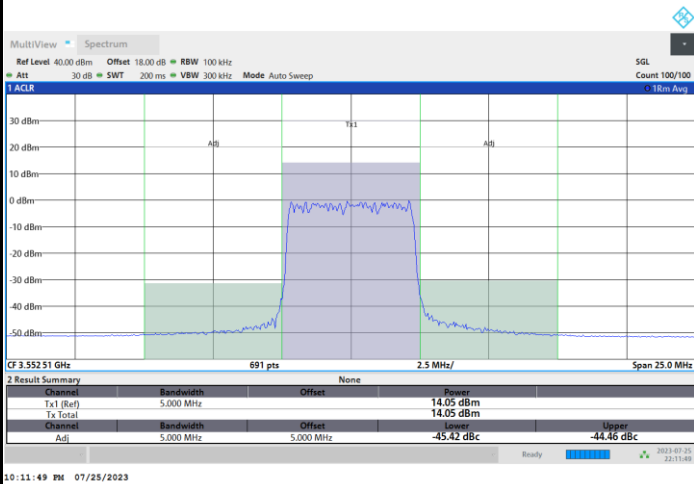 MultiView Spectrum
Ref Level 40.00 dBm Offset 18.00 dB RBW 100 kHz SGL
Att 30 dB SWT 200 ms VBW 300 kHz Mode Auto Sweep Count 100/100
1 ACLR 1Rm Avg
30 dBm
Tx1
20 dBm Adj Adj
10 dBm
0 dBm
-10 dBm
-20 dBm
-30 dBm
-40 dBm
-50 dBm
CF 3.552 51 GHz 691 pts 2.5 MHz/ Span 25.0 MHz
2 Result Summary None
Channel Bandwidth Offset Power
Tx1 (Ref) 5.000 MHz 14.05 dBm
Tx Total 14.05 dBm
Channel Bandwidth Offset Lower Upper
Adj 5.000 MHz 5.000 MHz -45.42 dBc -44.46 dBc
Ready 2023-07-25
22:11:49
10:11:49 PM 07/25/2023